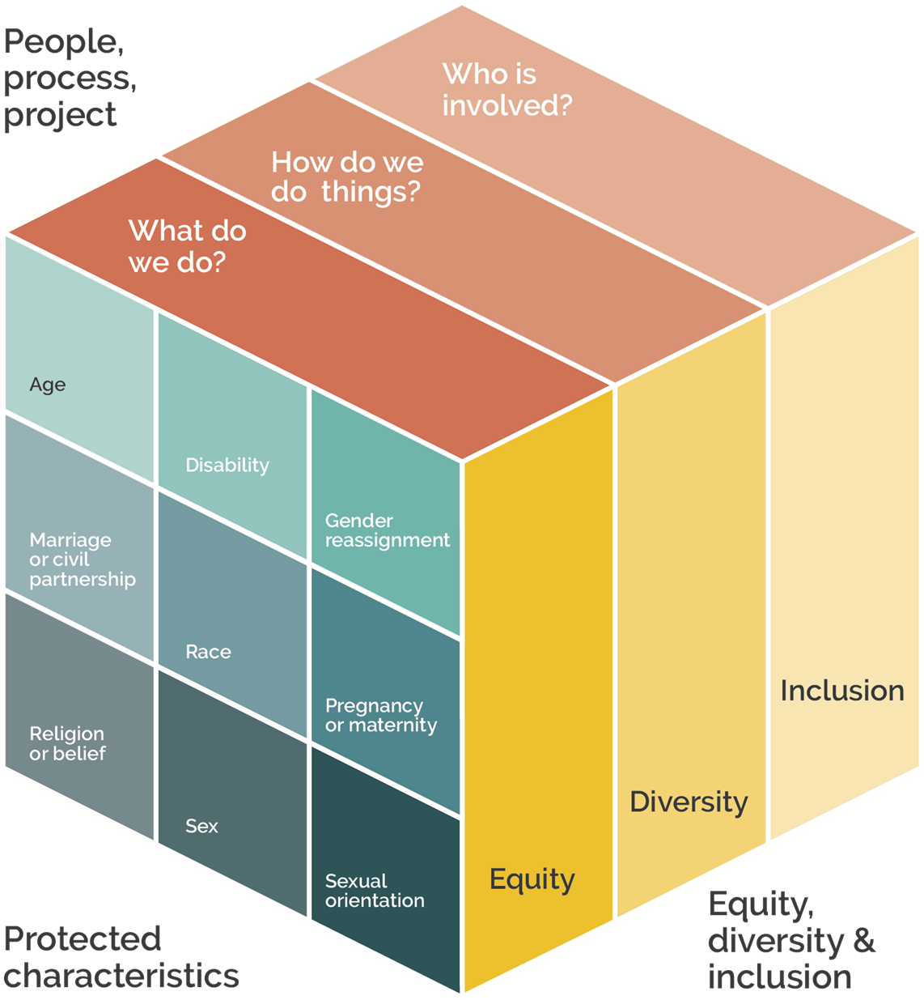 People,
process,
project
Who is
involved?
How do we
do things?
What do
we do?
Age
Disability
Gender
reassignment
Marriage
or civil
partnership
Race
Pregnancy
or maternity
Religion
or belief
Sex
Sexual
orientation
Equity
Diversity
Inclusion
Protected
characteristics
Equity,
diversity &
inclusion